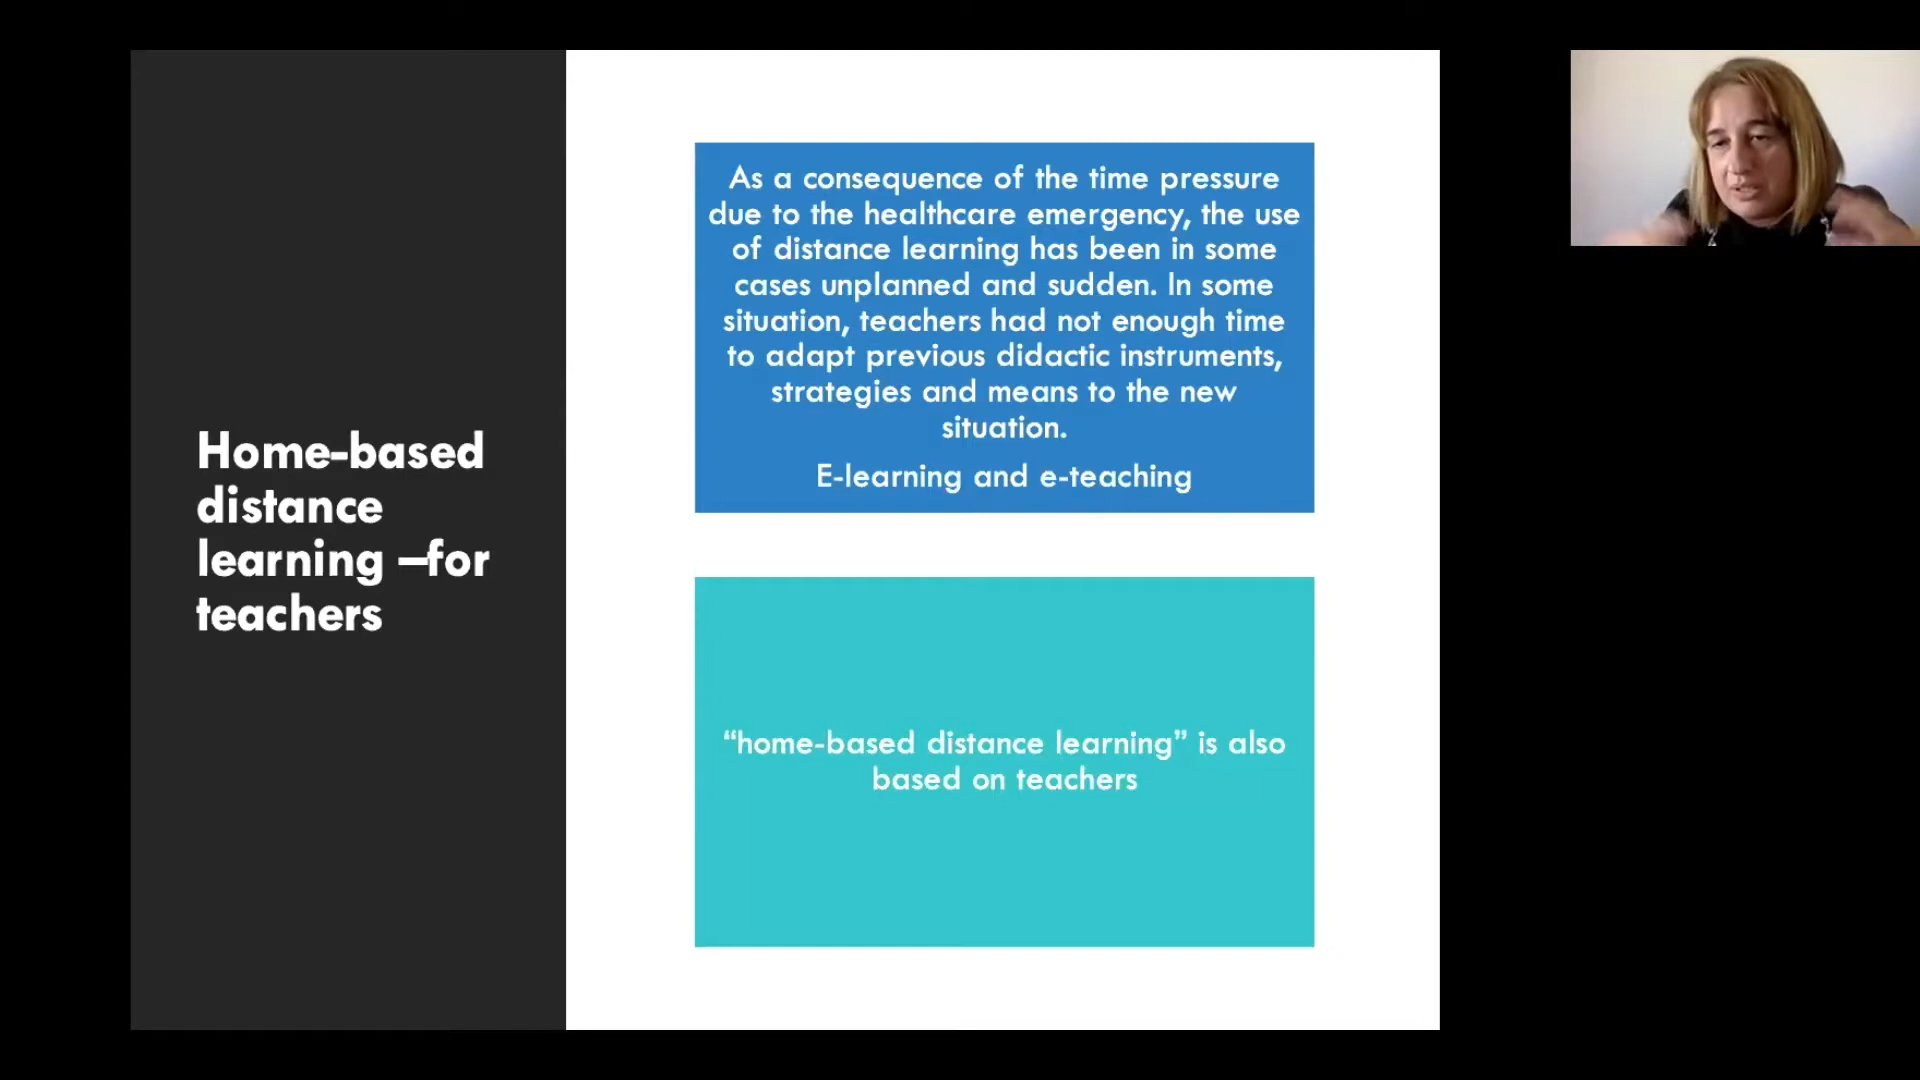 Home-based
distance
learning –for
teachers
As a consequence of the time pressure
due to the healthcare emergency, the use
of distance learning has been in some
cases unplanned and sudden. In some
situation, teachers had not enough time
to adapt previous didactic instruments,
strategies and means to the new
situation.
E-learning and e-teaching
“home-based distance learning” is also
based on teachers